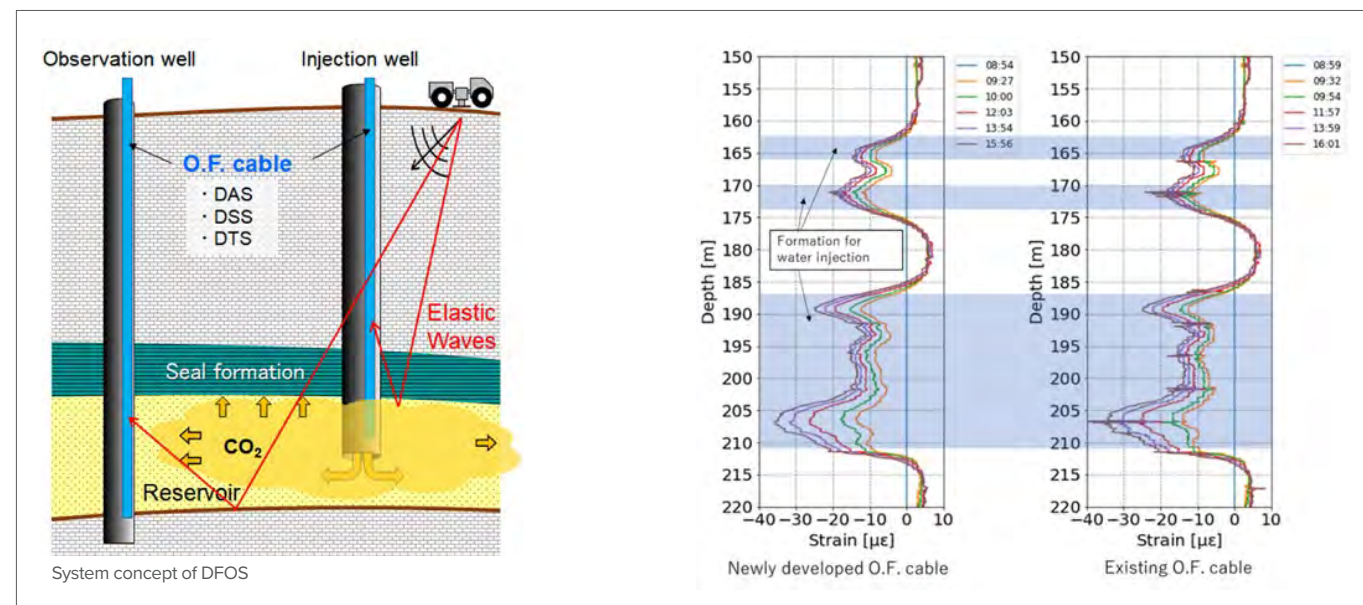 Observation well
Injection well
O.F. cable
・DAS
・DSS
・DTS
Elastic
Waves
Seal formation
CO₂
Reservoir
System concept of DFOS
150
155
160
165
170
175
180
185
190
195
200
205
210
215
220
Depth [m]
−40 −30 −20 −10 0 10
Strain [με]
08:54
09:27
10:00
12:03
13:54
15:56
Formation for
water injection
Newly developed O.F. cable
150
155
160
165
170
175
180
185
190
195
200
205
210
215
220
Depth [m]
−40 −30 −20 −10 0 10
Strain [με]
08:59
09:32
09:54
11:57
13:59
16:01
Existing O.F. cable